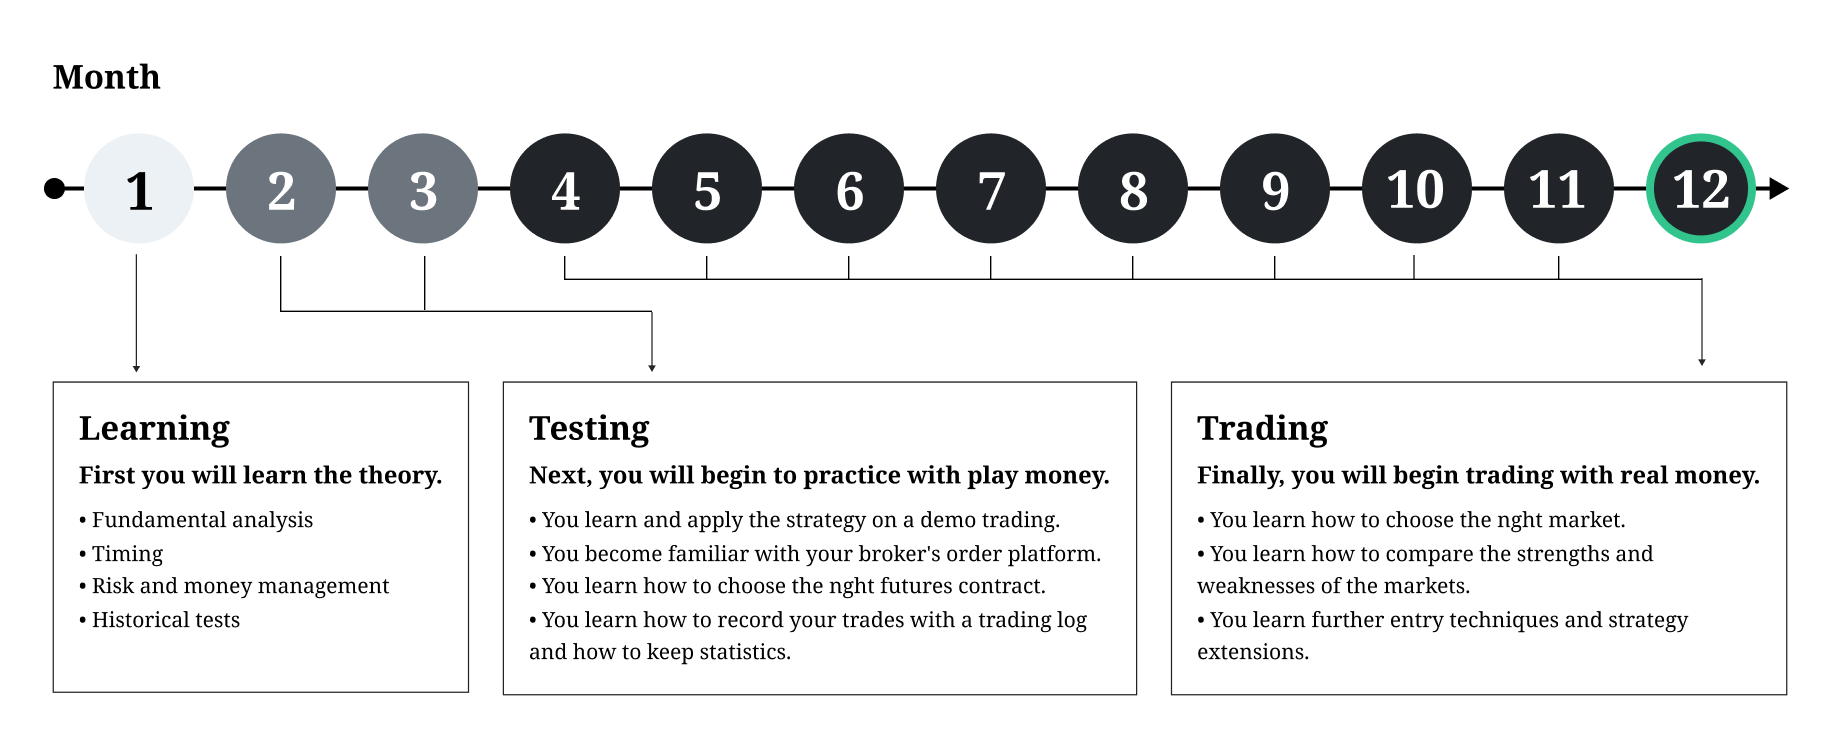 Month
1 2 3 4 5 6 7 8 9 10 11 12
Learning
First you will learn the theory.
• Fundamental analysis
• Timing
• Risk and money management
• Historical tests
Testing
Next, you will begin to practice with play money.
• You learn and apply the strategy on a demo trading.
• You become familiar with your broker's order platform.
• You learn how to choose the nght futures contract.
• You learn how to record your trades with a trading log
and how to keep statistics.
Trading
Finally, you will begin trading with real money.
• You learn how to choose the nght market.
• You learn how to compare the strengths and
weaknesses of the markets.
• You learn further entry techniques and strategy
extensions.